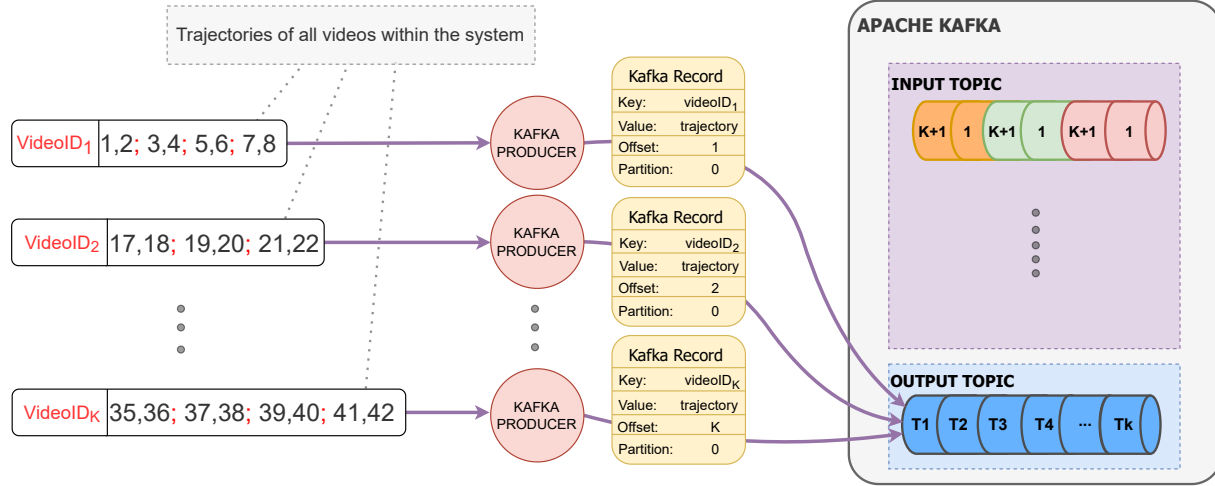 Trajectories of all videos within the system
VideoID1 1,2; 3,4; 5,6; 7,8
KAFKA
PRODUCER
Kafka Record
Key: videoID1
Value: trajectory
Offset: 1
Partition: 0
VideoID2 17,18; 19,20; 21,22
KAFKA
PRODUCER
Kafka Record
Key: videoID2
Value: trajectory
Offset: 2
Partition: 0
VideoIDK 35,36; 37,38; 39,40; 41,42
KAFKA
PRODUCER
Kafka Record
Key: videoIDK
Value: trajectory
Offset: K
Partition: 0
APACHE KAFKA
INPUT TOPIC
K+1 1 K+1 1 K+1 1
OUTPUT TOPIC
T1 T2 T3 T4 ... Tk